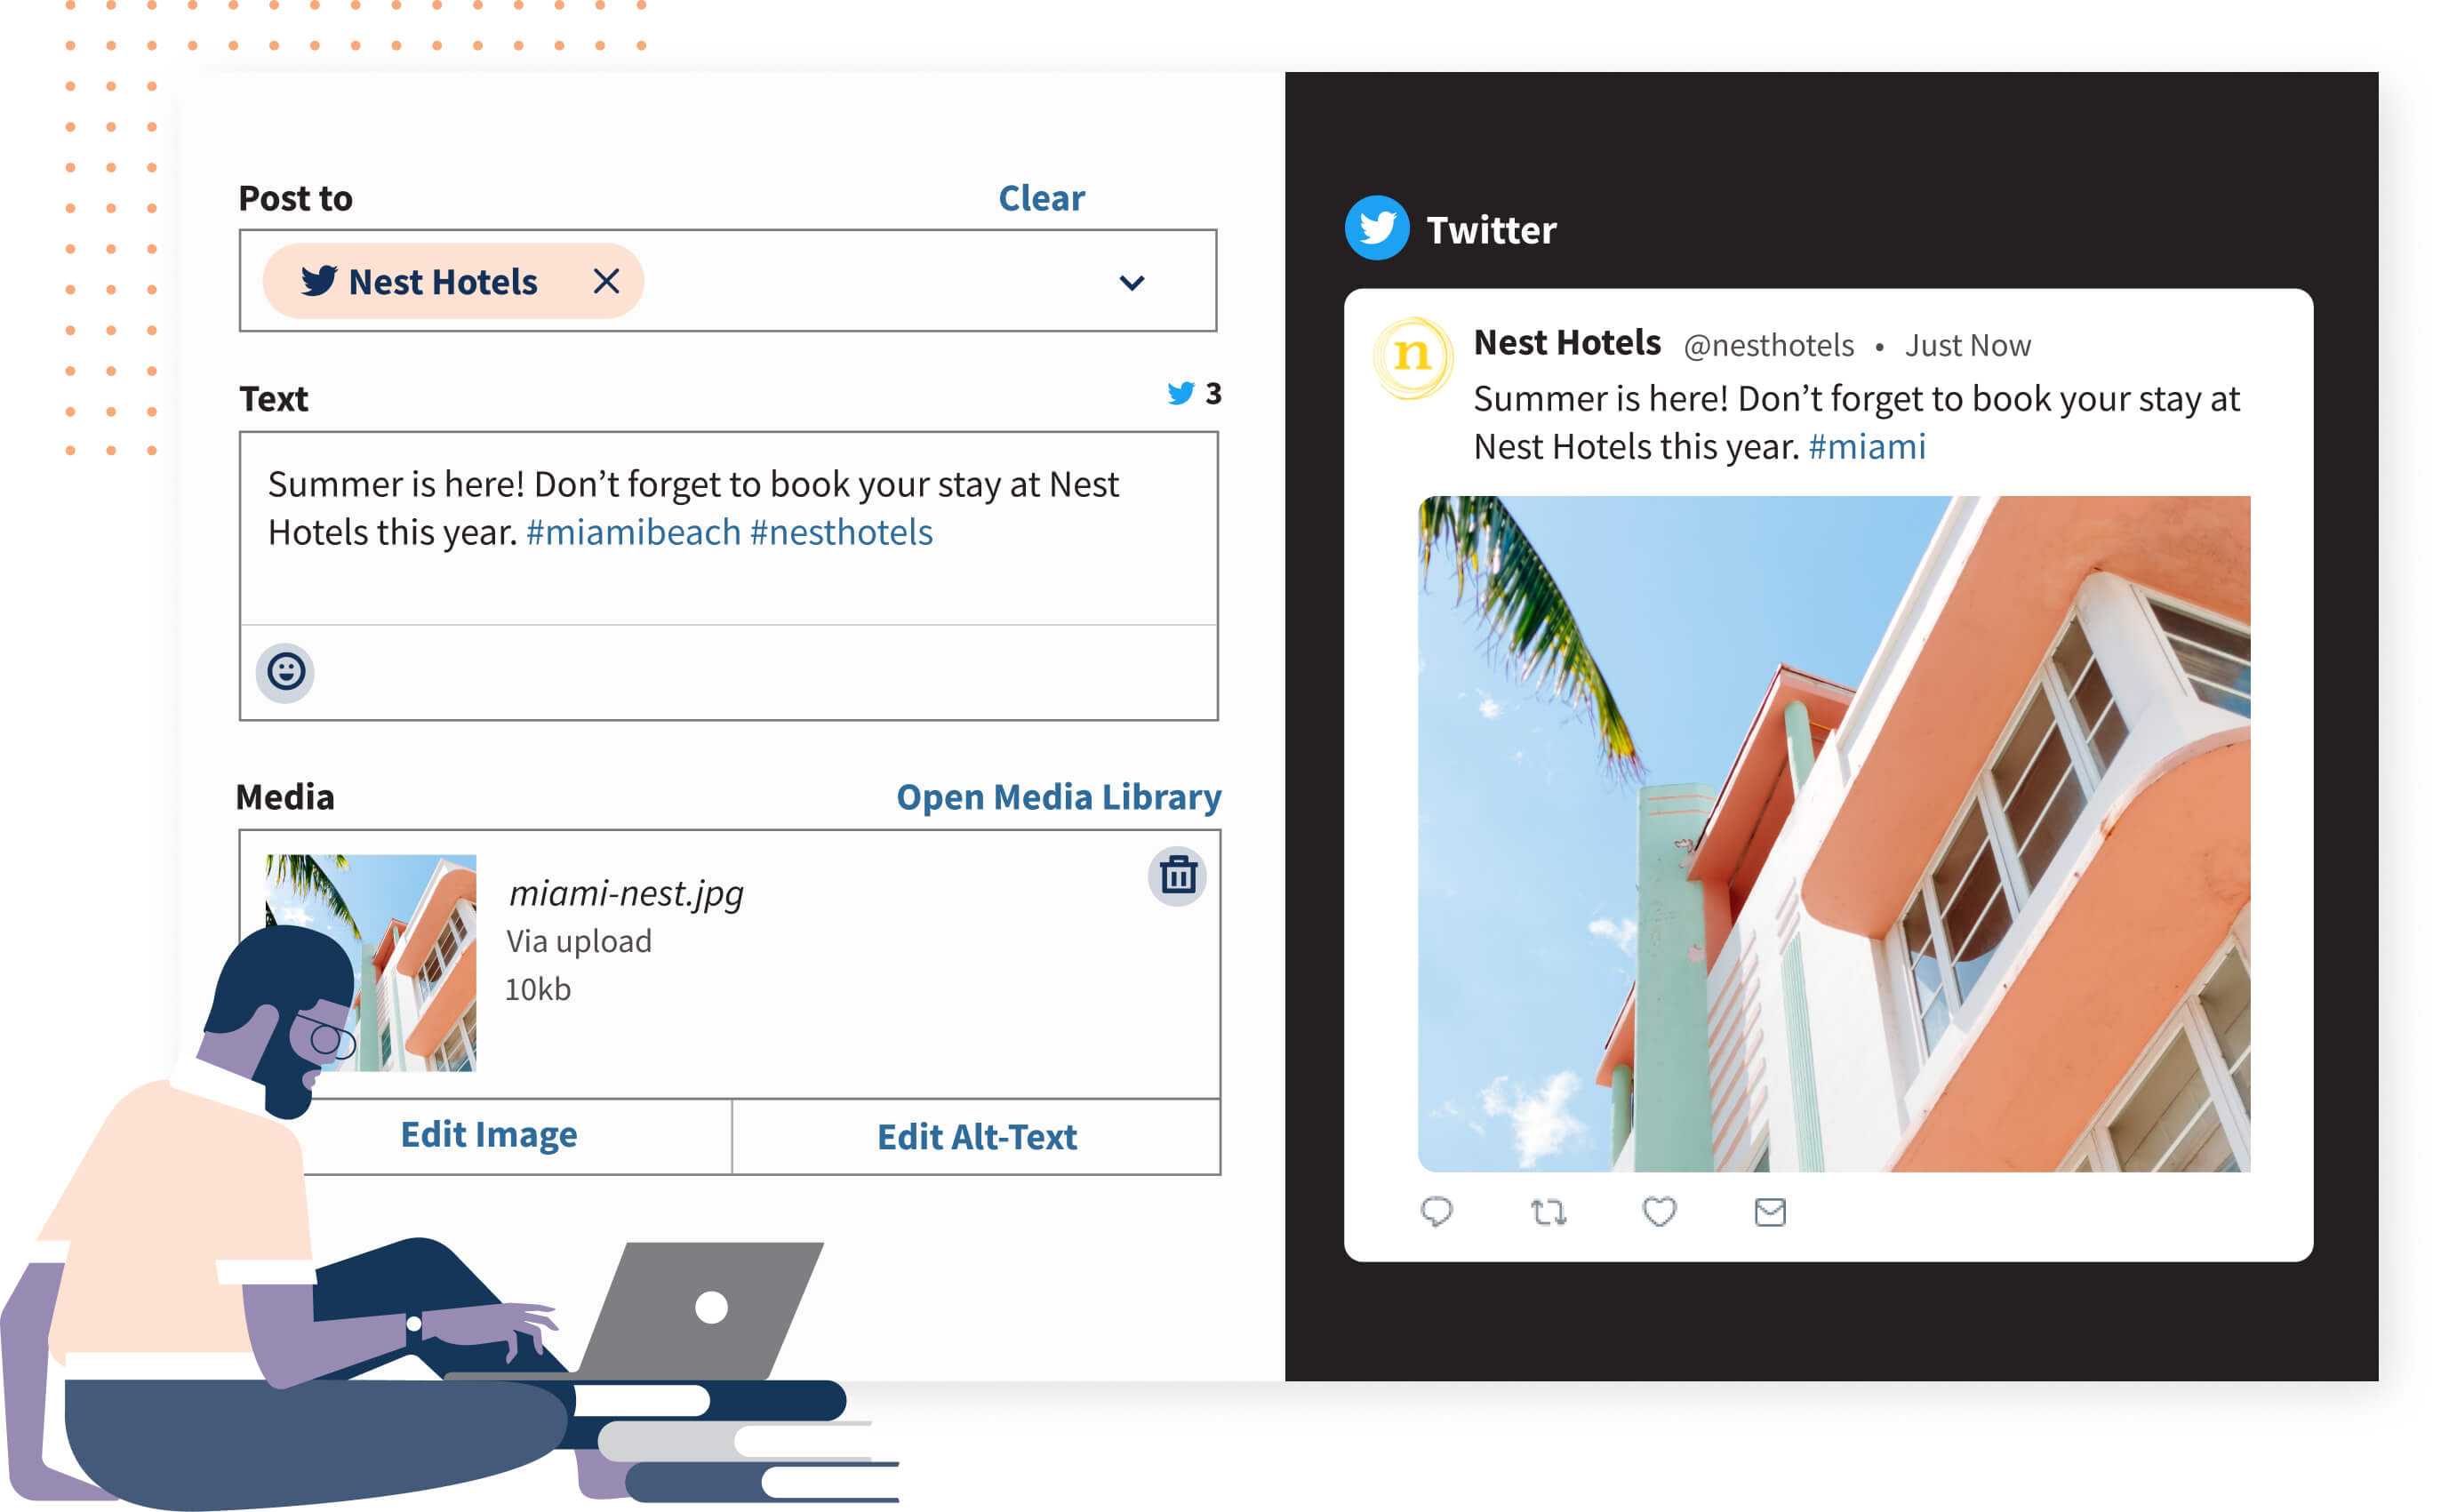 Post to
Clear
Nest Hotels
Text
3
Summer is here! Don’t forget to book your stay at Nest
Hotels this year. #miamibeach #nesthotels
Media
Open Media Library
miami-nest.jpg
Via upload
10kb
Edit Image
Edit Alt-Text
Twitter
n
Nest Hotels @nesthotels • Just Now
Summer is here! Don’t forget to book your stay at
Nest Hotels this year. #miami